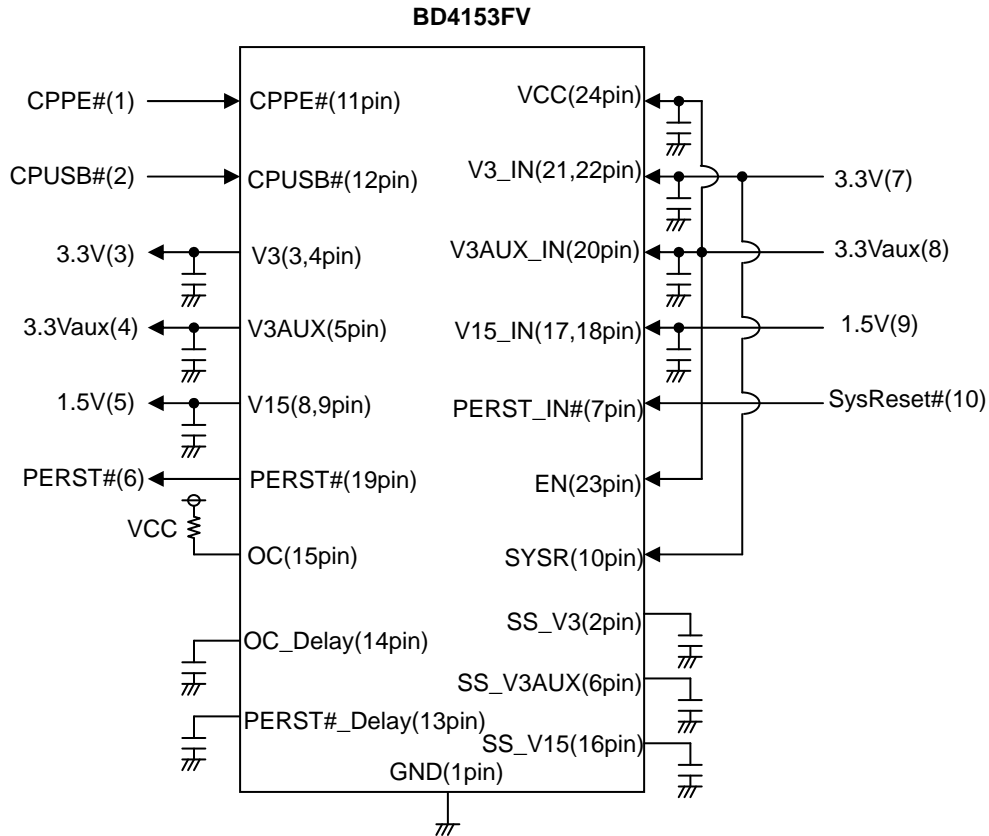 BD4153FV
CPPE#(1)
CPPE#(11pin)
VCC(24pin)
CPUSB#(2)
CPUSB#(12pin)
V3_IN(21,22pin)
3.3V(7)
3.3V(3)
V3(3,4pin)
V3AUX_IN(20pin)
3.3Vaux(8)
3.3Vaux(4)
V3AUX(5pin)
V15_IN(17,18pin)
1.5V(9)
1.5V(5)
V15(8,9pin)
PERST_IN#(7pin)
SysReset#(10)
PERST#(6)
PERST#(19pin)
EN(23pin)
VCC
OC(15pin)
SYSR(10pin)
SS_V3(2pin)
OC_Delay(14pin)
SS_V3AUX(6pin)
PERST#_Delay(13pin)
SS_V15(16pin)
GND(1pin)